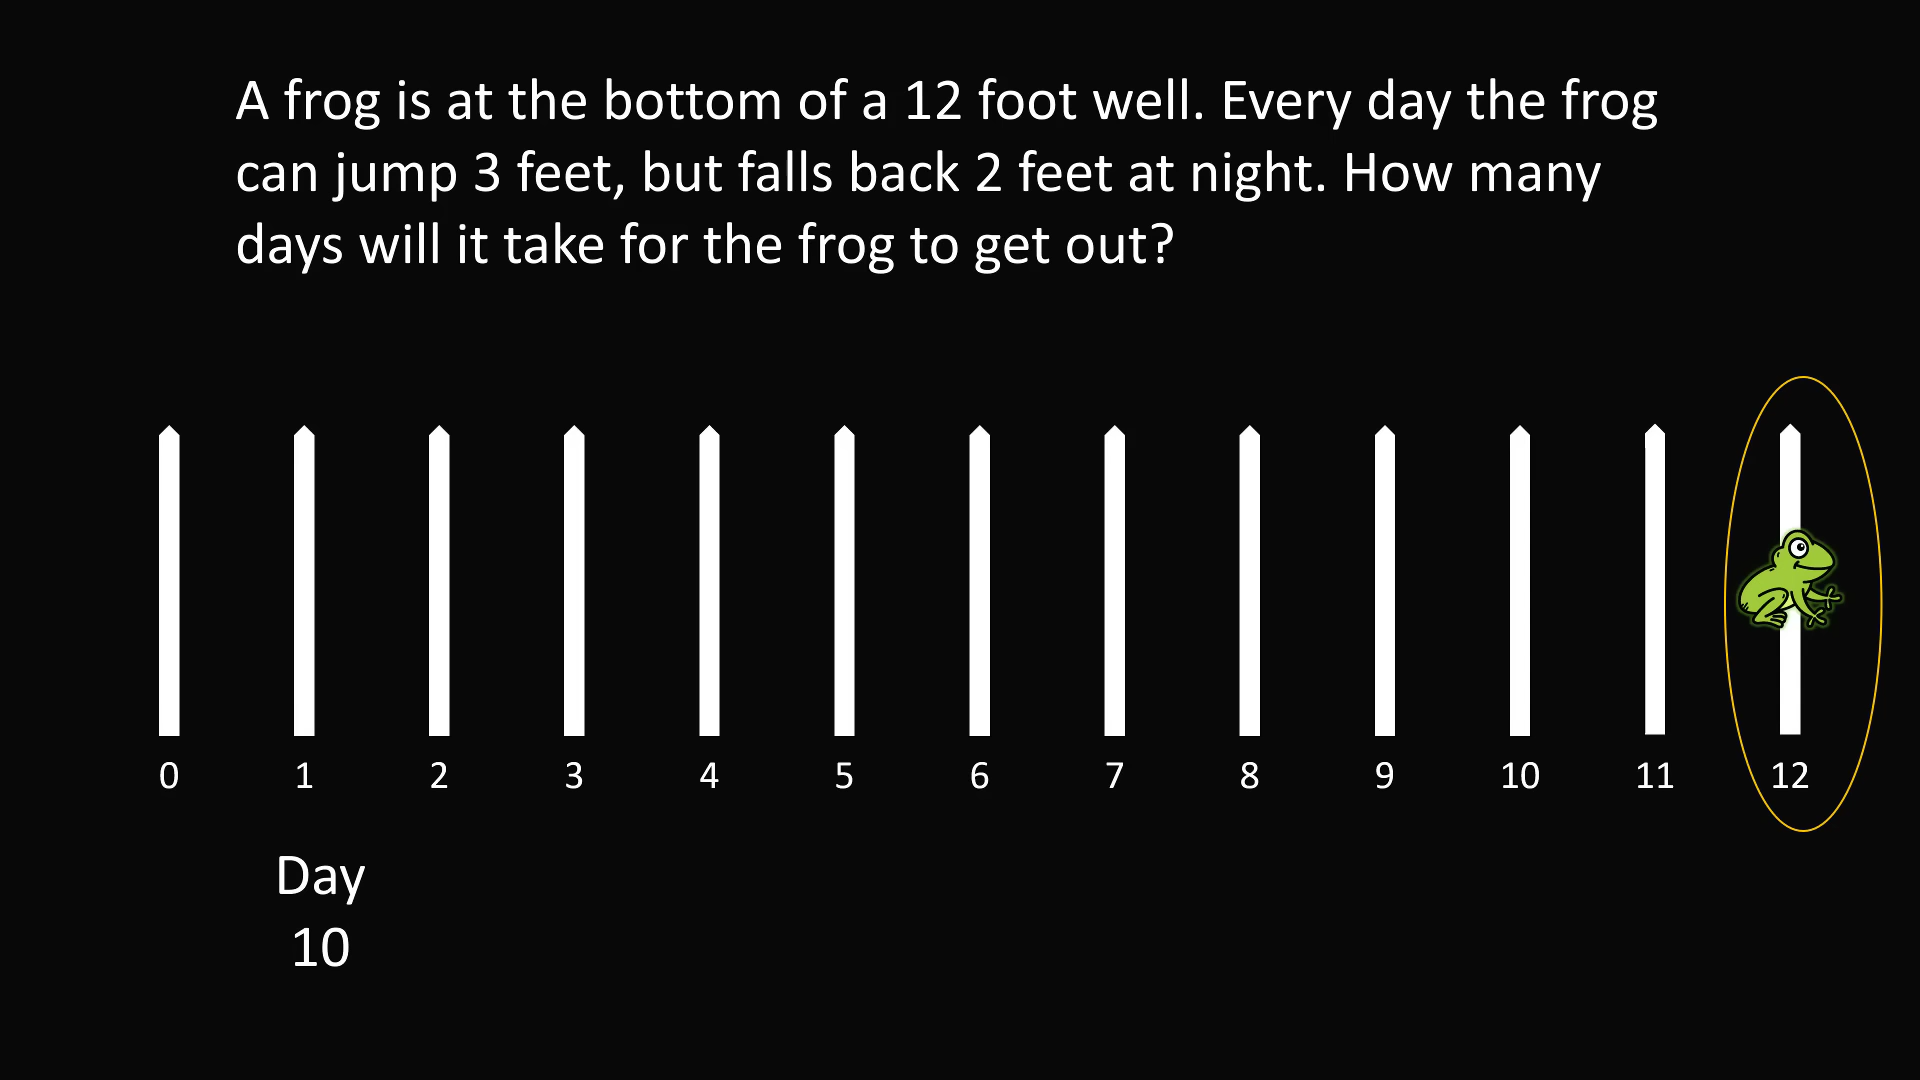 A frog is at the bottom of a 12 foot well. Every day the frog
can jump 3 feet, but falls back 2 feet at night. How many
days will it take for the frog to get out?
0 1 2 3 4 5 6 7 8 9 10 11 12
Day
10